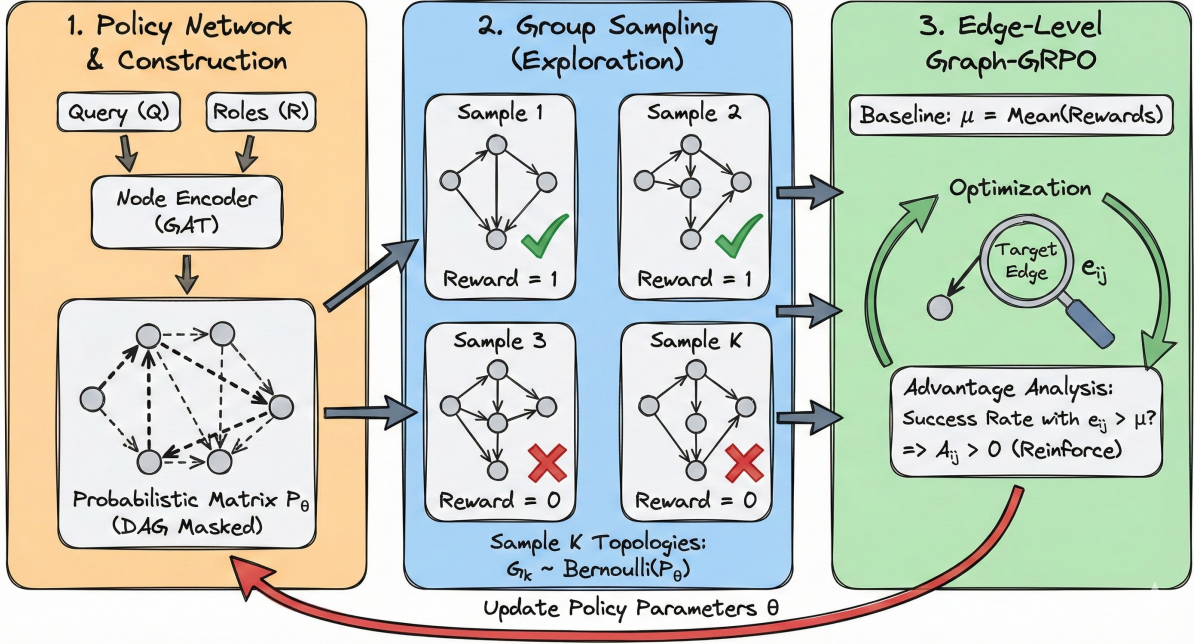 1. Policy Network
& Construction
Query (Q)
Roles (R)
Node Encoder
(GAT)
Probabilistic Matrix Pθ
(DAG Masked)
2. Group Sampling
(Exploration)
Sample 1
Reward = 1
Sample 2
Reward = 1
Sample 3
Reward = 0
Sample K
Reward = 0
Sample K Topologies:
Gk ~ Bernoulli(Pθ)
3. Edge-Level
Graph-GRPO
Baseline: μ = Mean(Rewards)
Optimization
Target
Edge
eij
Advantage Analysis:
Success Rate with eij > μ?
=> Aij > 0 (Reinforce)
Update Policy Parameters θ